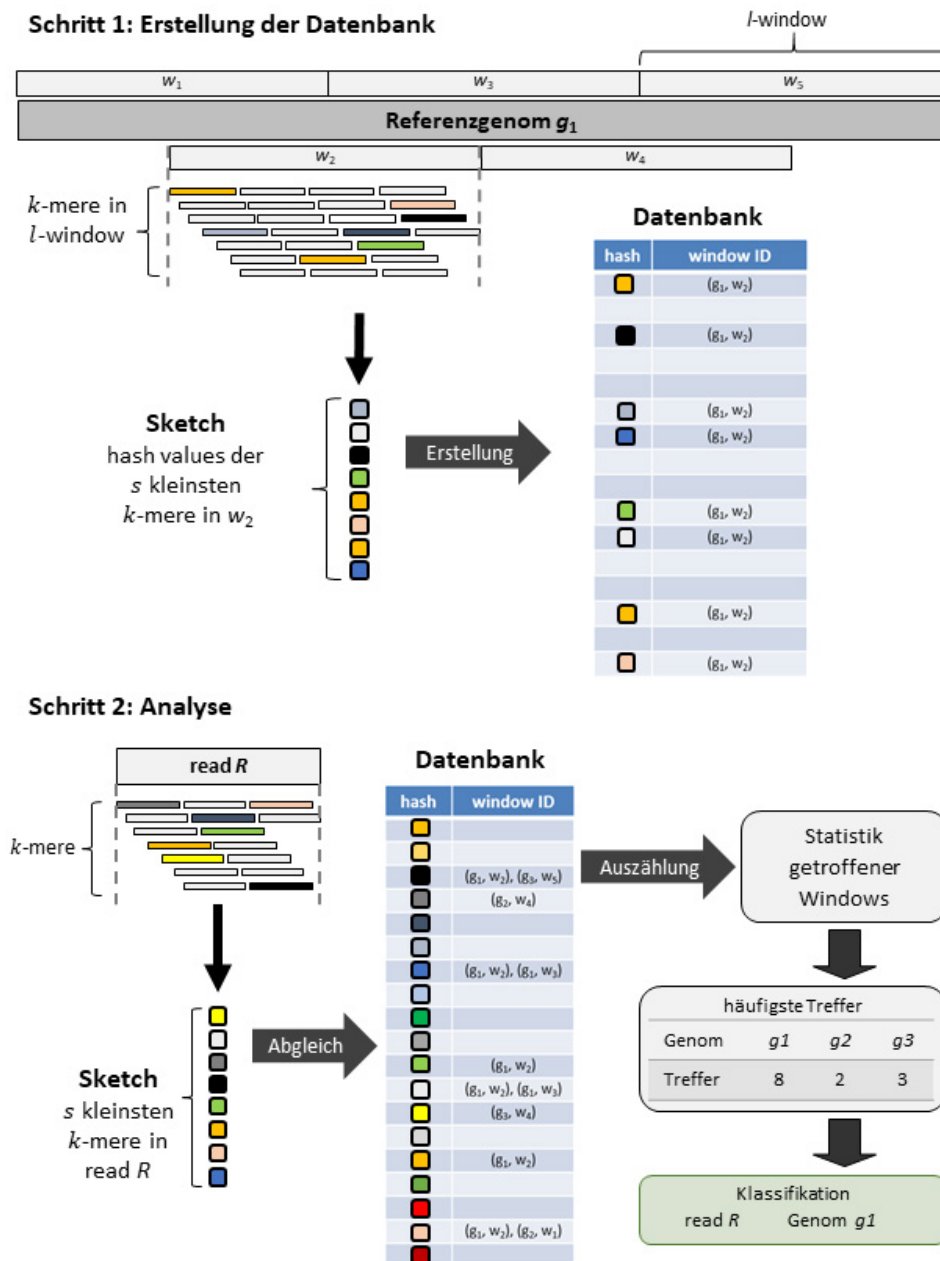 Schritt 1: Erstellung der Datenbank
l-window
w₁ w₃ w₅
Referenzgenom g₁
w₂ w₄
k-mere in
l-window
Datenbank
hash window ID
(g₁, w₂)
(g₁, w₂)
(g₁, w₂)
(g₁, w₂)
(g₁, w₂)
(g₁, w₂)
(g₁, w₂)
(g₁, w₂)
Sketch
hash values der
s kleinsten
k-mere in w₂
Erstellung
Schritt 2: Analyse
read R
k-mere
Sketch
s kleinsten
k-mere in
read R
Abgleich
Datenbank
hash window ID
(g₁, w₂), (g₃, w₅)
(g₂, w₄)
(g₁, w₂), (g₁, w₃)
(g₁, w₂)
(g₁, w₂), (g₁, w₃)
(g₃, w₄)
(g₁, w₂)
(g₁, w₂), (g₂, w₁)
Auszählung
Statistik
getroffener
Windows
häufigste Treffer
Genom g1 g2 g3
Treffer 8 2 3
Klassifikation
read R Genom g1